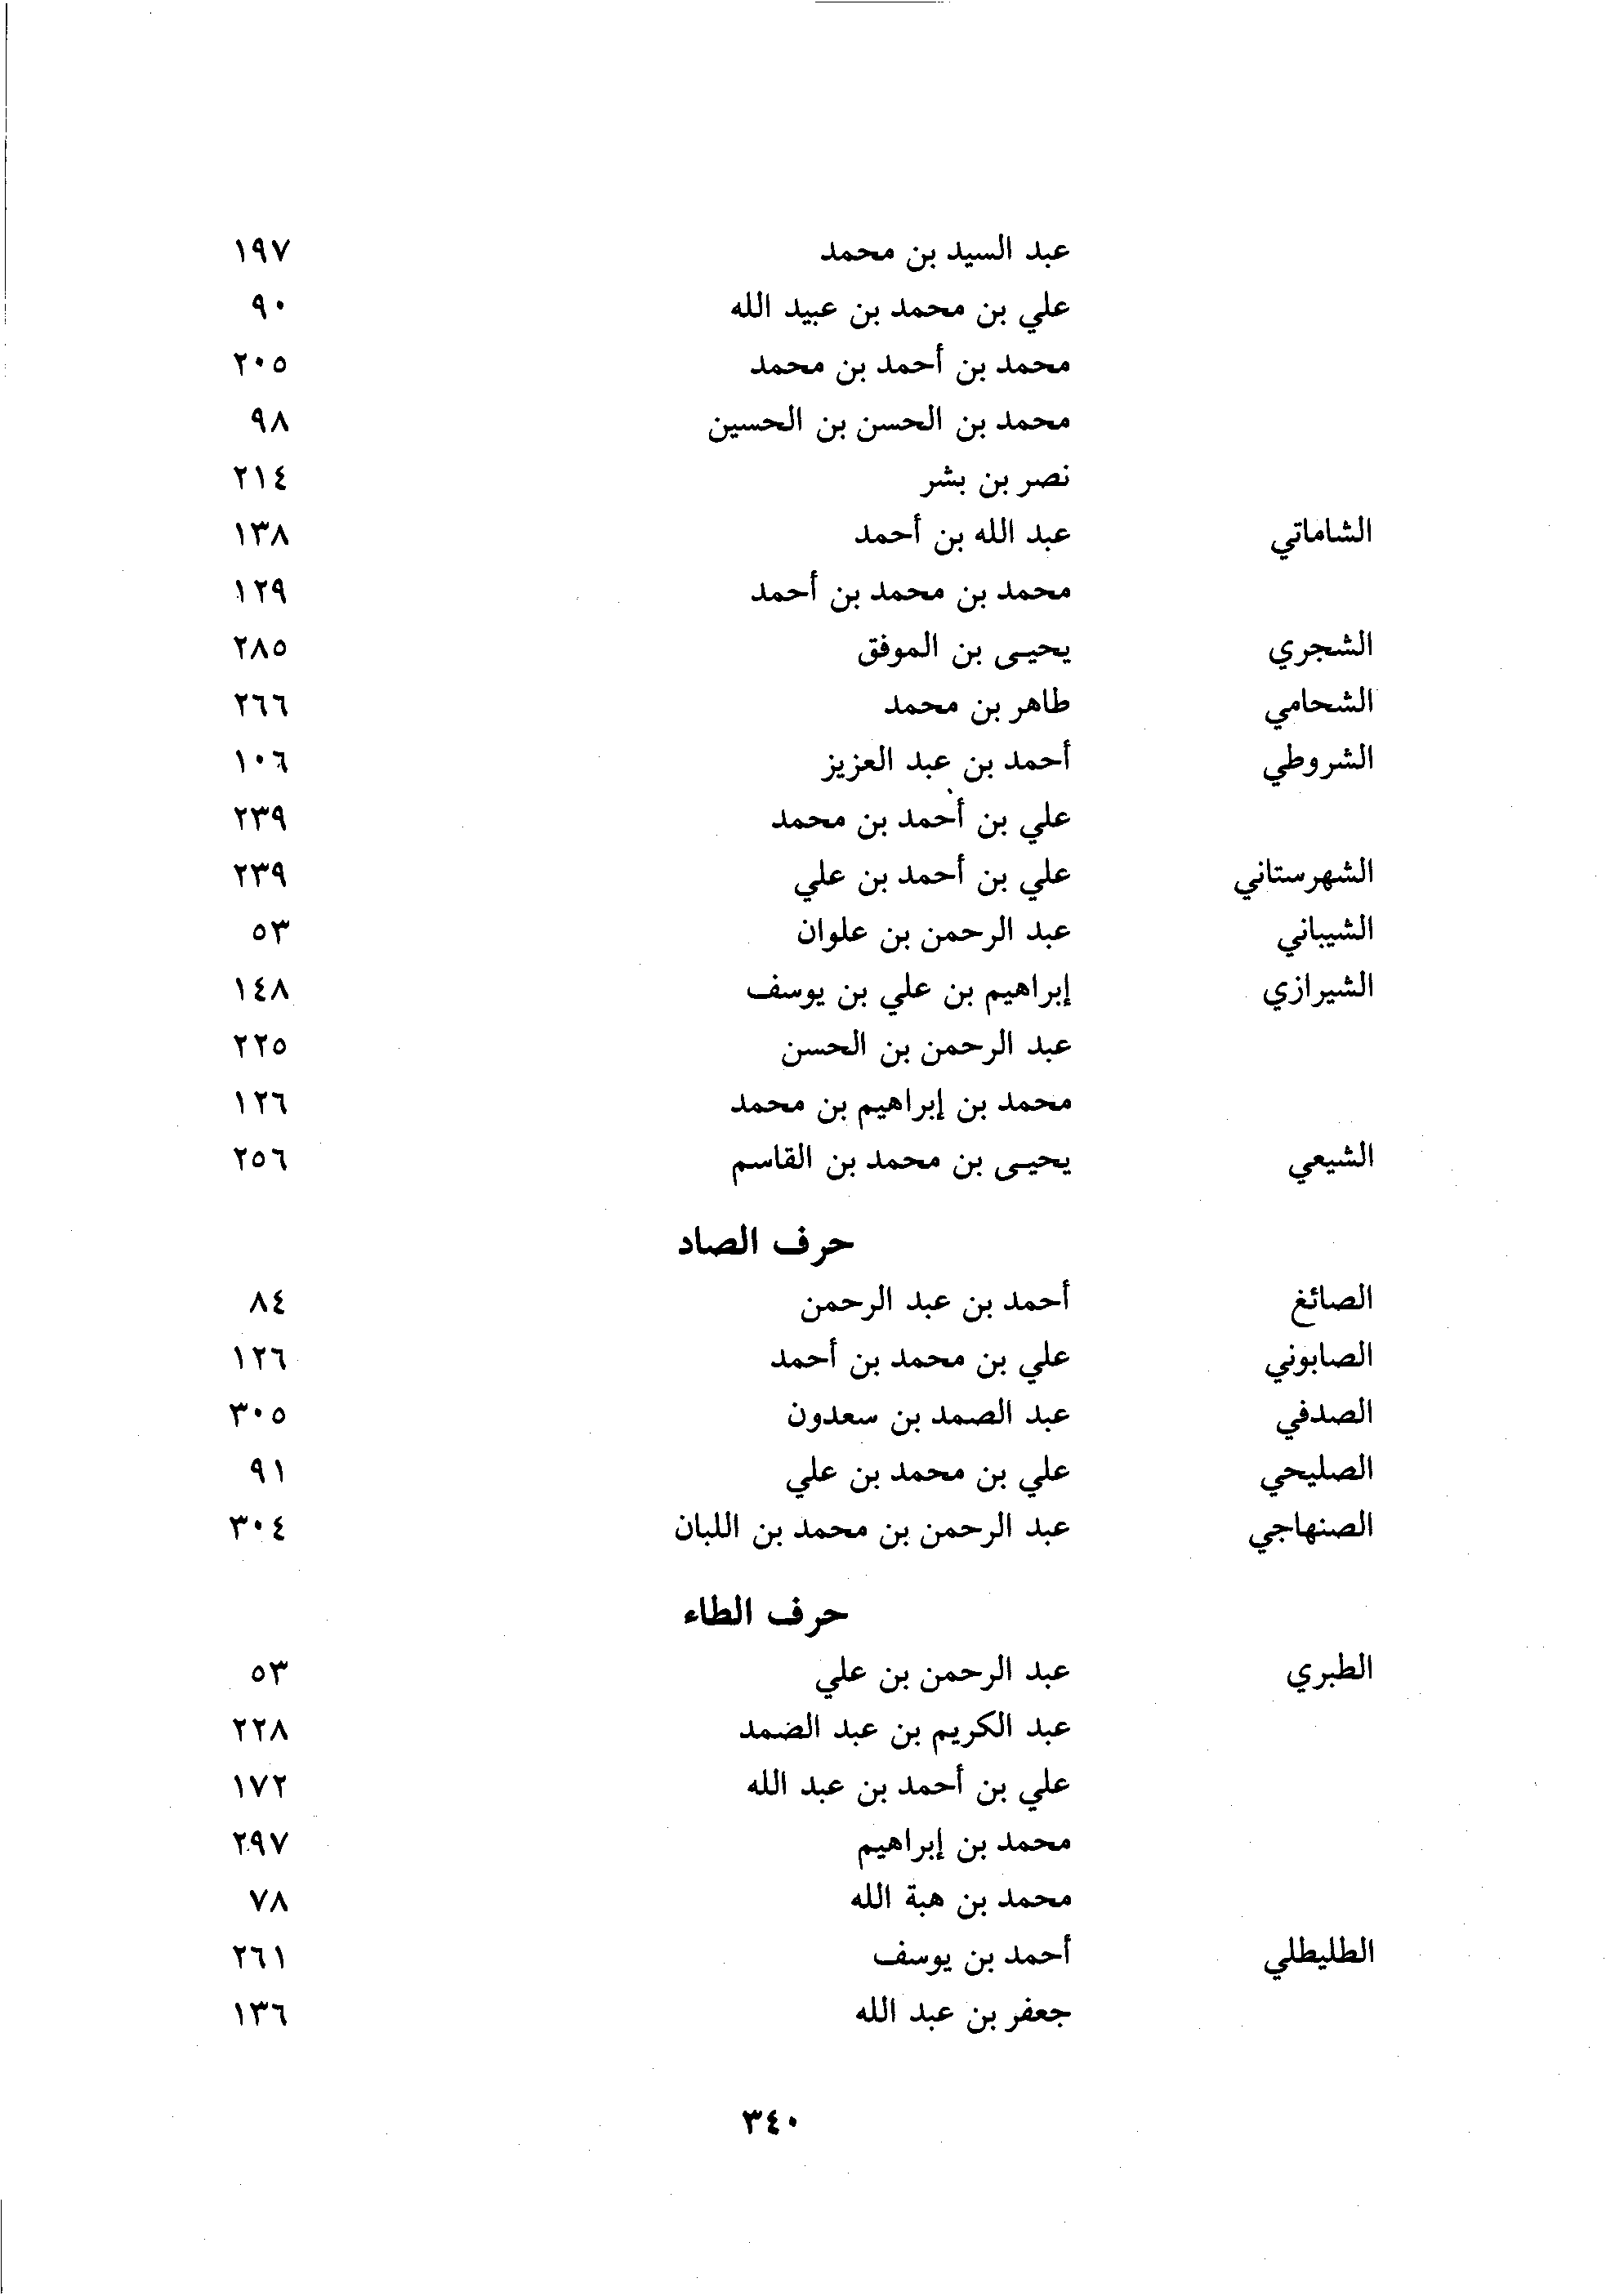 عبد السيد بن محمد ١٩٧
علي بن محمد بن عبيد الله ٩٠
محمد بن أحمد بن محمد ٢٠٥
محمد بن الحسن بن الحسين ٩٨
نصر بن بشر ٢١٤
الشاماتي عبد الله بن أحمد ١٣٨
محمد بن محمد بن أحمد ١٢٩
الشجري يحيى بن الموفق ٢٨٥
الشحامي طاهر بن محمد ٢٦٦
الشروطي أحمد بن عبد العزيز ١٠٦
علي بن أحمد بن محمد ٢٣٩
الشهرستاني علي بن أحمد بن علي ٢٣٩
الشيباني عبد الرحمن بن علوان ٥٣
الشيرازي إبراهيم بن علي بن يوسف ١٤٨
عبد الرحمن بن الحسن ٢٢٥
محمد بن إبراهيم بن محمد ١٢٦
الشيعي يحيى بن محمد بن القاسم ٢٥٦
حرف الصاد
الصائغ أحمد بن عبد الرحمن ٨٤
الصابوني علي بن محمد بن أحمد ١٢٦
الصدفي عبد الصمد بن سعدون ٣٠٥
الصليحي علي بن محمد بن علي ٩١
الصنهاجي عبد الرحمن بن محمد بن اللبان ٣٠٤
حرف الطاء
الطبري عبد الرحمن بن علي ٥٣
عبد الكريم بن عبد الضمد ٢٢٨
علي بن أحمد بن عبد الله ١٧٢
محمد بن إبراهيم ٢٩٧
محمد بن هبة الله ٧٨
الطليطلي أحمد بن يوسف ٢٦١
جعفر بن عبد الله ١٣٦
٣٤٠